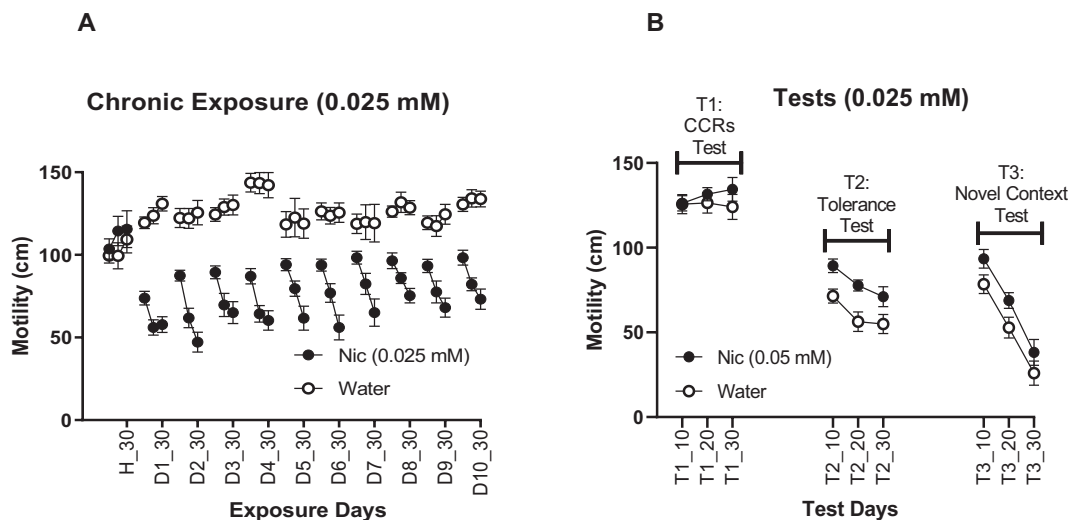 A
Chronic Exposure (0.025 mM)
150
100
50
0
Motility (cm)
Nic (0.025 mM)
Water
H_30
D1_30
D2_30
D3_30
D4_30
D5_30
D6_30
D7_30
D8_30
D9_30
D10_30
Exposure Days
B
Tests (0.025 mM)
T1:
CCRs
Test
T2:
Tolerance
Test
T3:
Novel Context
Test
150
100
50
0
Motility (cm)
Nic (0.05 mM)
Water
T1_10
T1_20
T1_30
T2_10
T2_20
T2_30
T3_10
T3_20
T3_30
Test Days